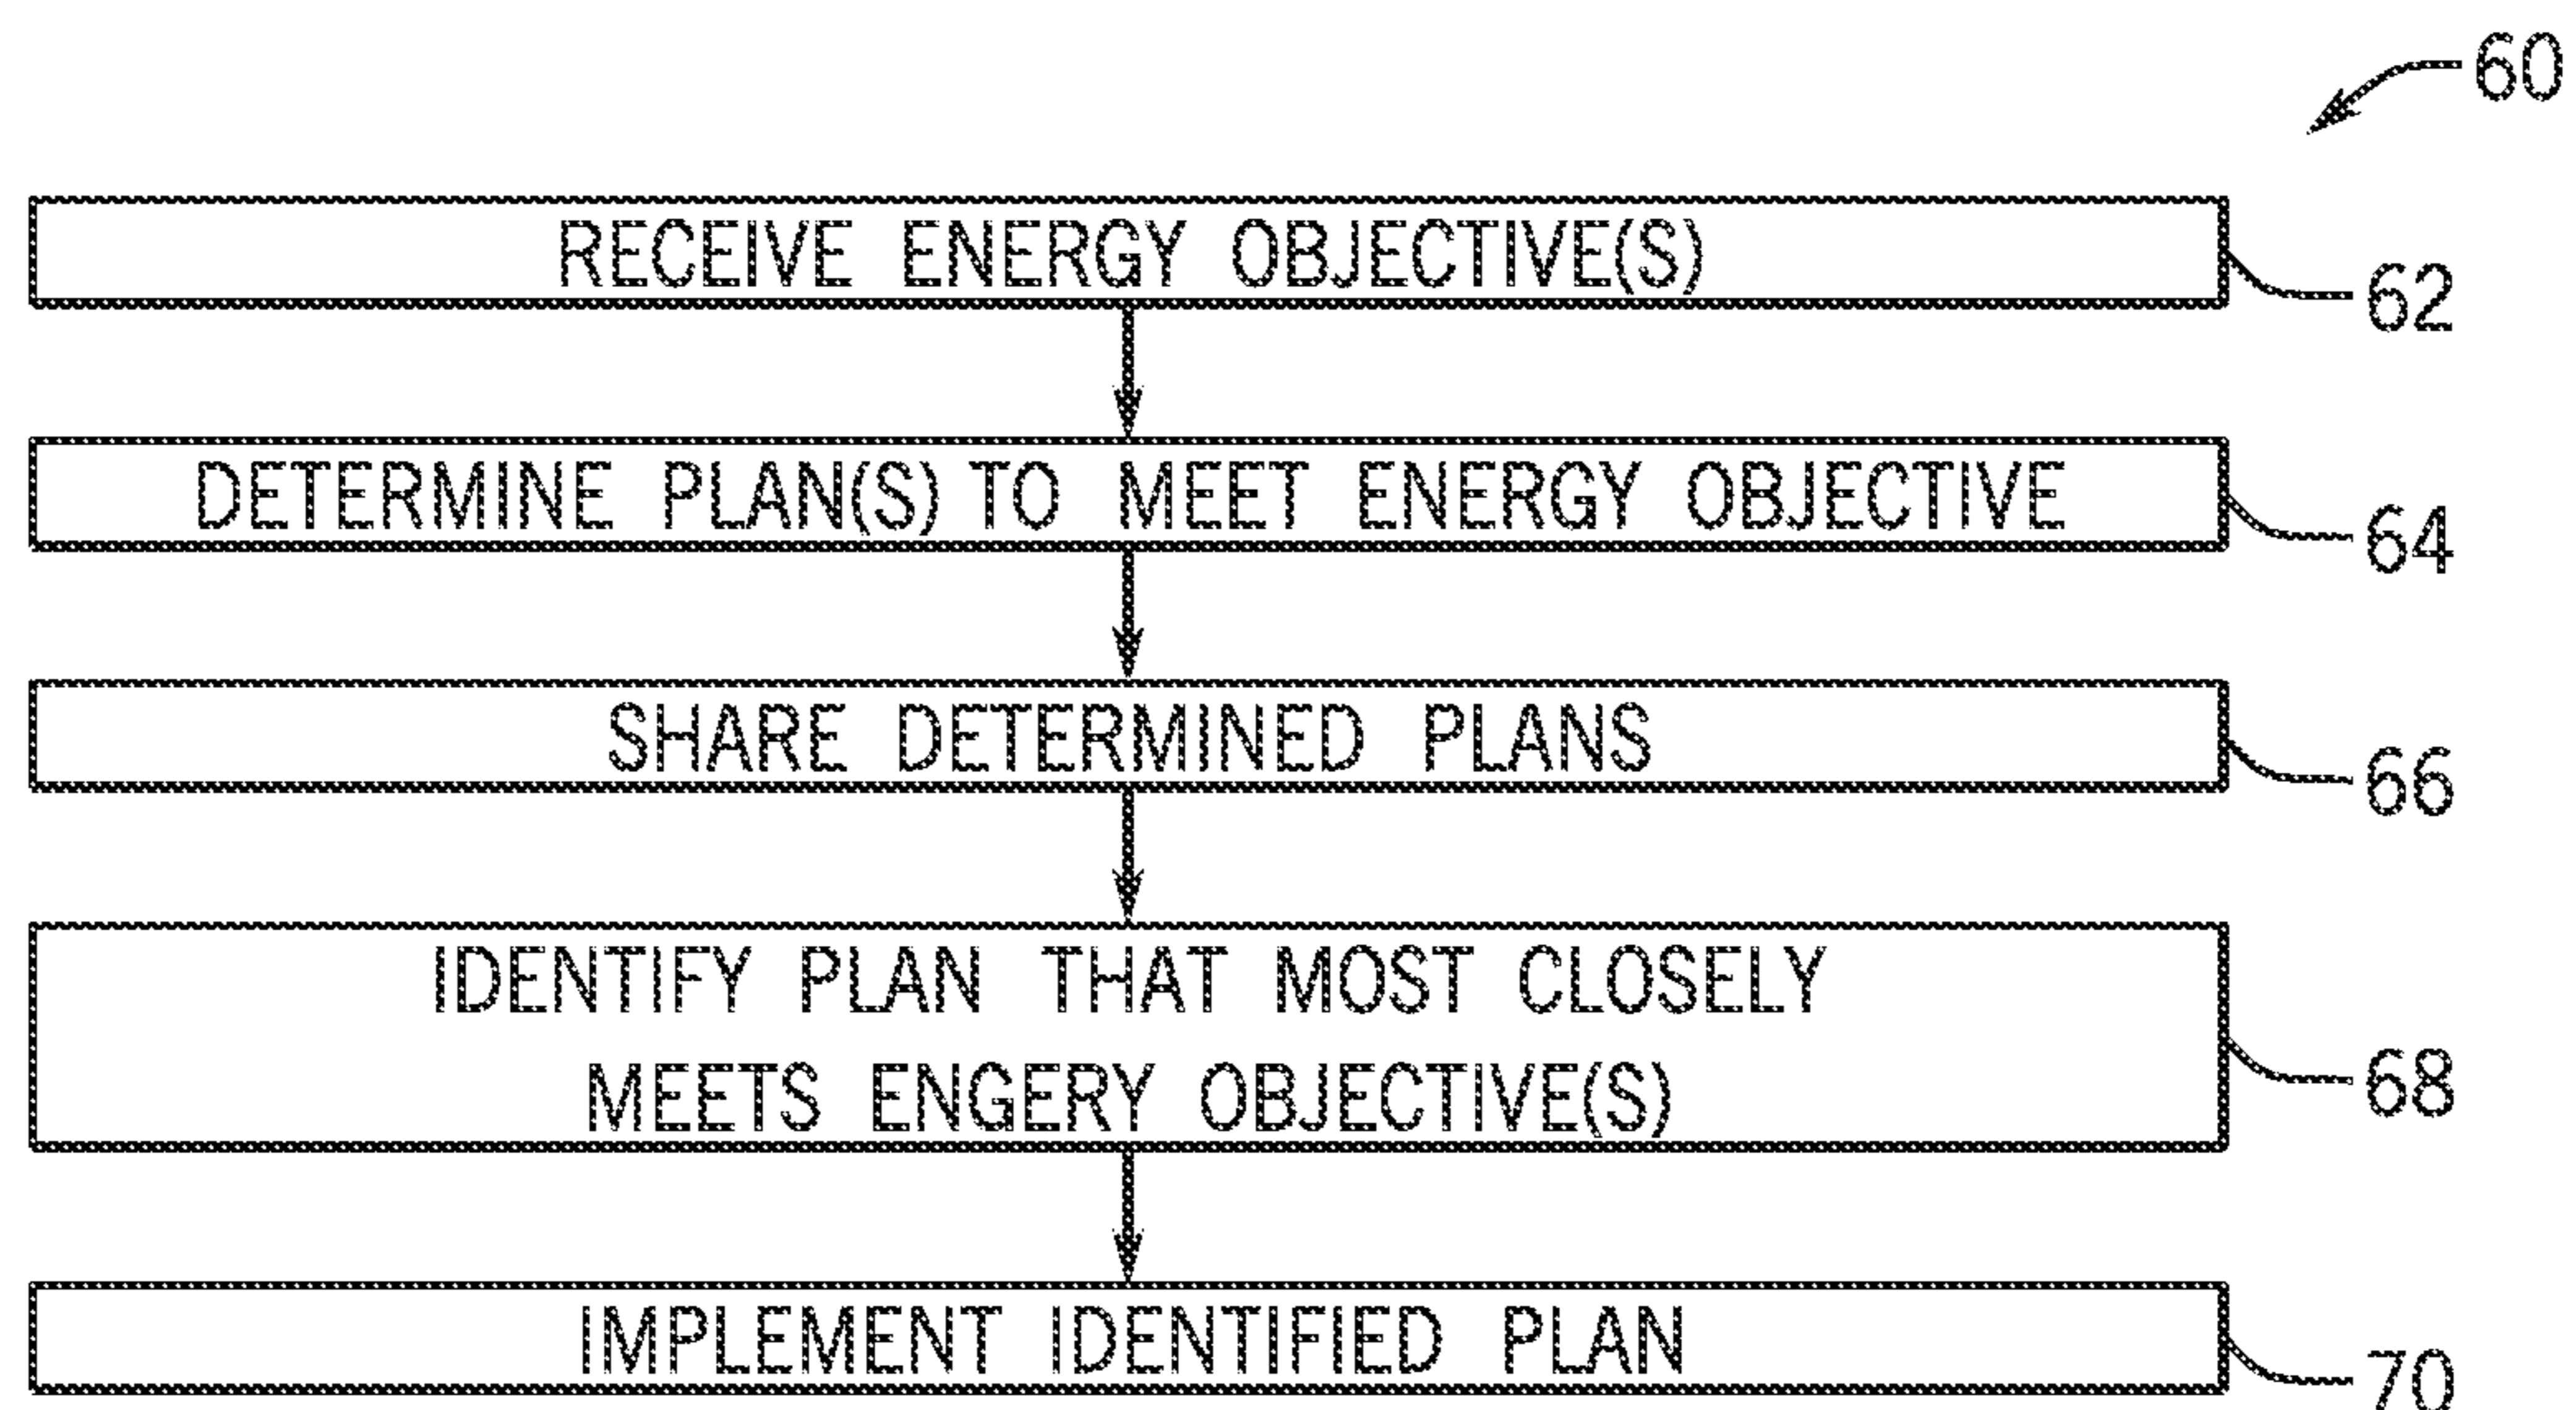 60
RECEIVE ENERGY OBJECTIVE(S)
62
DETERMINE PLAN(S) TO MEET ENERGY OBJECTIVE
64
SHARE DETERMINED PLANS
66
IDENTIFY PLAN THAT MOST CLOSELY
MEETS ENGERY OBJECTIVE(S)
68
IMPLEMENT IDENTIFIED PLAN
70